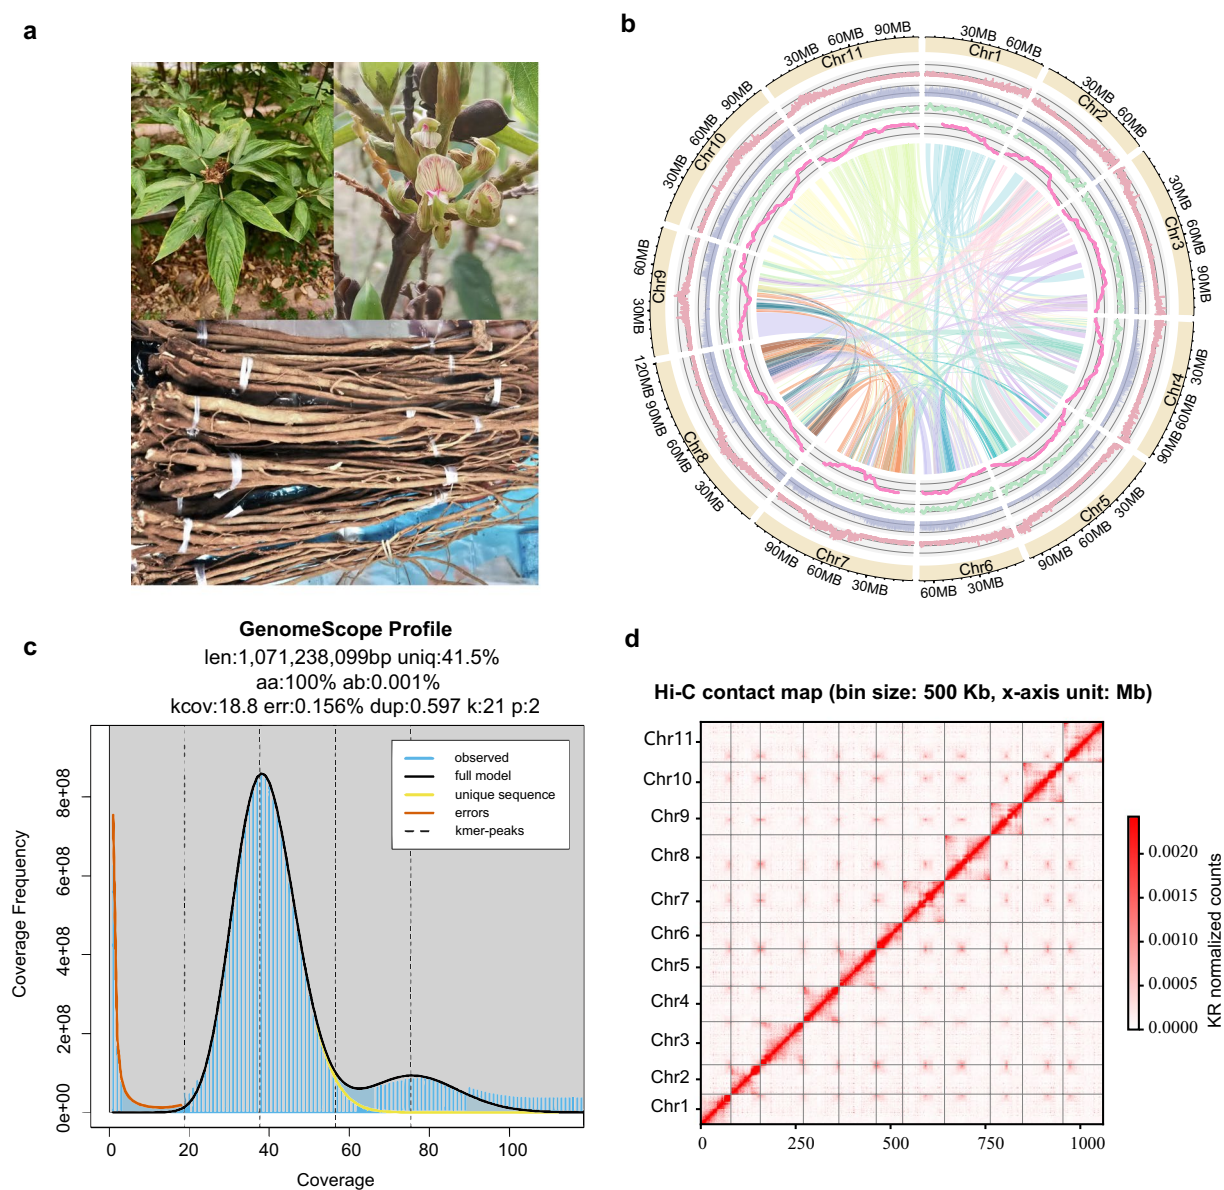 a
b
30MB
60MB
90MB
Chr11
30MB
60MB
Chr1
30MB
60MB
Chr2
30MB
60MB
90MB
Chr3
30MB
60MB
90MB
Chr4
30MB
60MB
90MB
Chr5
30MB
60MB
Chr6
30MB
60MB
90MB
Chr7
30MB
60MB
90MB
120MB
Chr8
30MB
60MB
Chr9
30MB
60MB
90MB
Chr10
c
GenomeScope Profile
len:1,071,238,099bp uniq:41.5%
aa:100% ab:0.001%
kcov:18.8 err:0.156% dup:0.597 k:21 p:2
observed
full model
unique sequence
errors
kmer-peaks
Coverage Frequency
8e+08
6e+08
4e+08
2e+08
0e+00
0 20 40 60 80 100
Coverage
d
Hi-C contact map (bin size: 500 Kb, x-axis unit: Mb)
Chr11
Chr10
Chr9
Chr8
Chr7
Chr6
Chr5
Chr4
Chr3
Chr2
Chr1
0 250 500 750 1000
0.0020
0.0015
0.0010
0.0005
0.0000
KR normalized counts